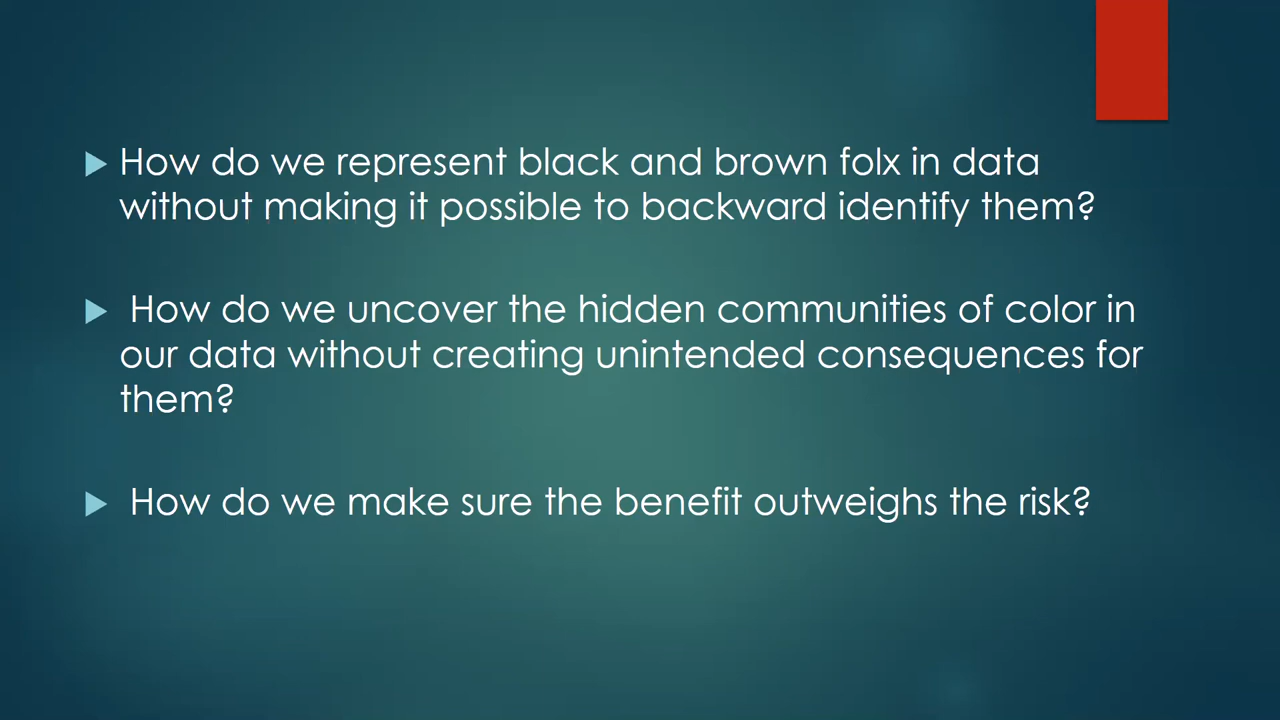 How do we represent black and brown folx in data
without making it possible to backward identify them?
How do we uncover the hidden communities of color in
our data without creating unintended consequences for
them?
How do we make sure the benefit outweighs the risk?